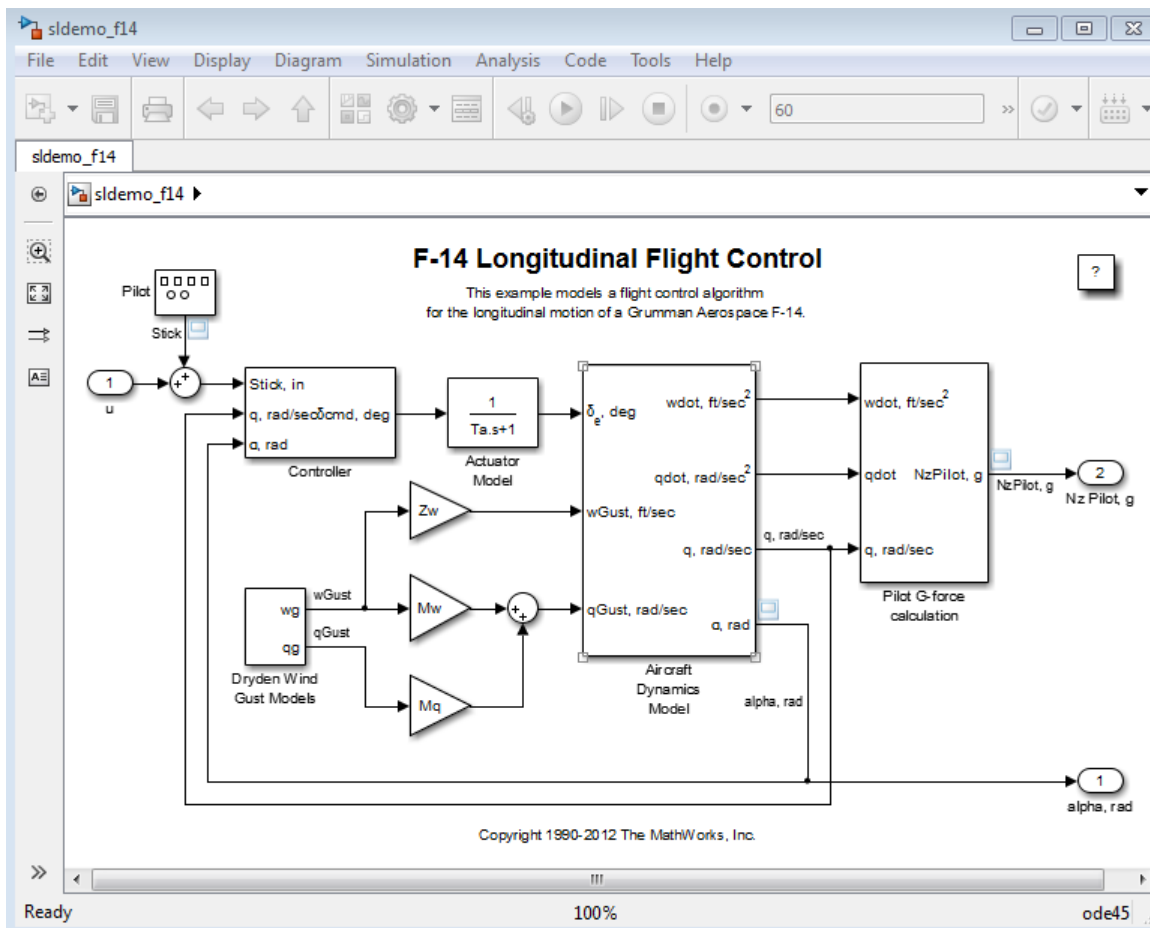 sldemo_f14
File Edit View Display Diagram Simulation Analysis Code Tools Help
60
sldemo_f14
sldemo_f14
F-14 Longitudinal Flight Control
This example models a flight control algorithm
for the longitudinal motion of a Grumman Aerospace F-14.
?
Pilot
Stick
1
u
+
+
Stick, in
q, rad/secδcmd, deg
α, rad
Controller
1
Ta.s+1
Actuator
Model
δe, deg
wGust, ft/sec
qGust, rad/sec
wdot, ft/sec2
qdot, rad/sec2
q, rad/sec
α, rad
Aircraft
Dynamics
Model
q, rad/sec
alpha, rad
wdot, ft/sec2
qdot
q, rad/sec
NzPilot, g
Pilot G-force
calculation
NzPilot, g
2
Nz Pilot, g
Zw
Mw
Mq
+
+
wg
qg
wGust
qGust
Dryden Wind
Gust Models
1
alpha, rad
Copyright 1990-2012 The MathWorks, Inc.
Ready 100% ode45